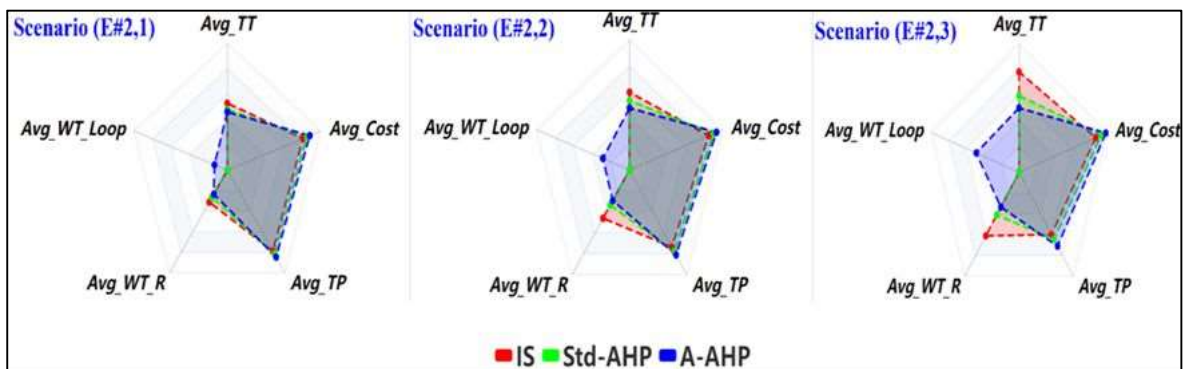 Scenario (E#2,1)
Avg_TT
Avg_WT_Loop
Avg_Cost
Avg_WT_R
Avg_TP
Scenario (E#2,2)
Avg_TT
Avg_WT_Loop
Avg_Cost
Avg_WT_R
Avg_TP
Scenario (E#2,3)
Avg_TT
Avg_WT_Loop
Avg_Cost
Avg_WT_R
Avg_TP
IS Std-AHP A-AHP